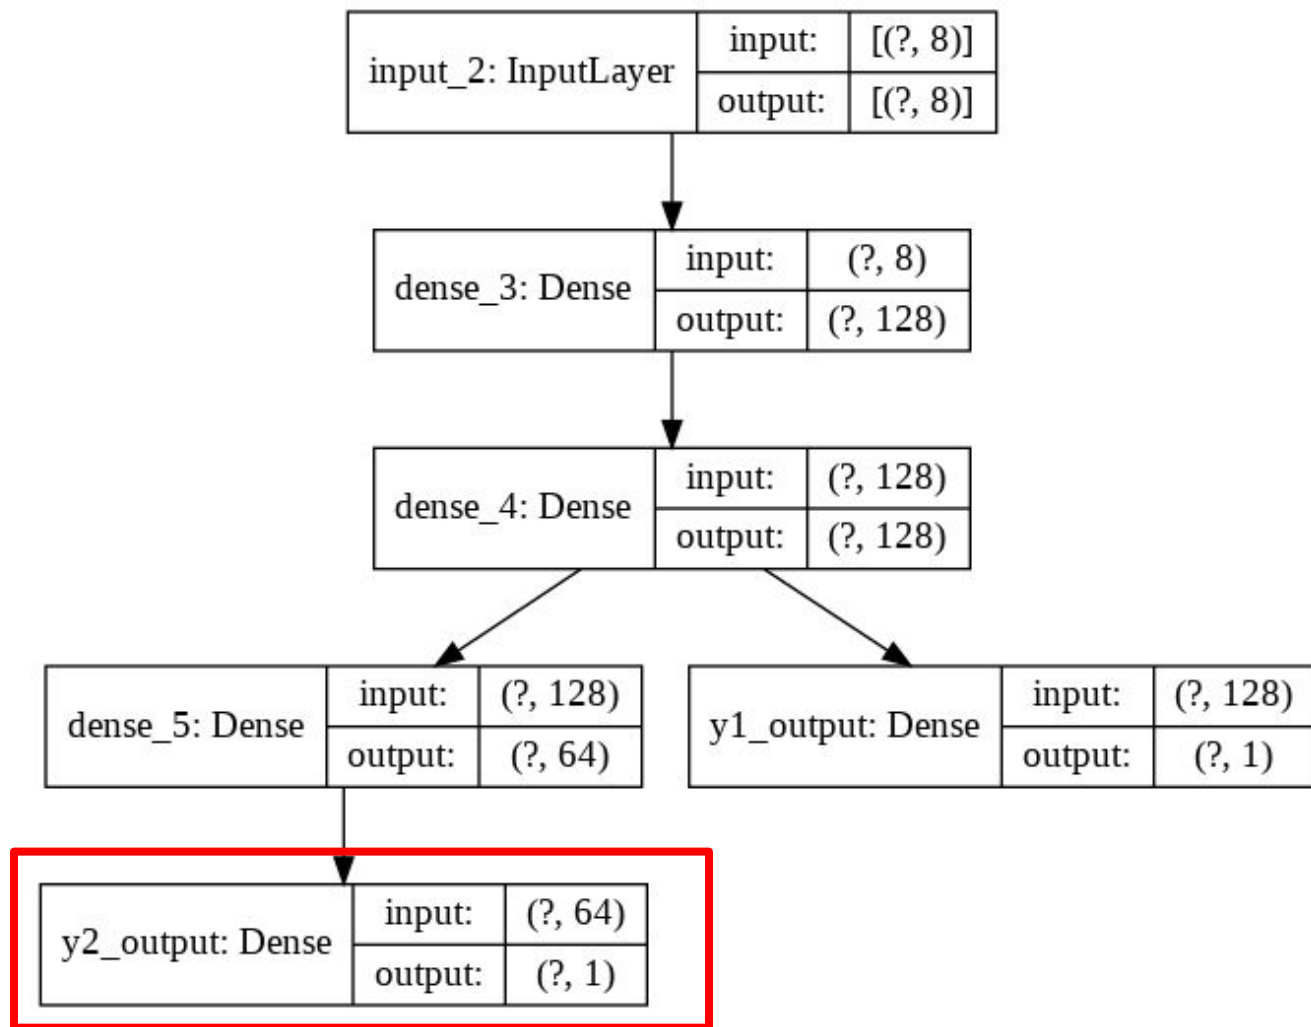 input_2: InputLayer
input: [(?, 8)]
output: [(?, 8)]
dense_3: Dense
input: (?, 8)
output: (?, 128)
dense_4: Dense
input: (?, 128)
output: (?, 128)
dense_5: Dense
input: (?, 128)
output: (?, 64)
y1_output: Dense
input: (?, 128)
output: (?, 1)
y2_output: Dense
input: (?, 64)
output: (?, 1)